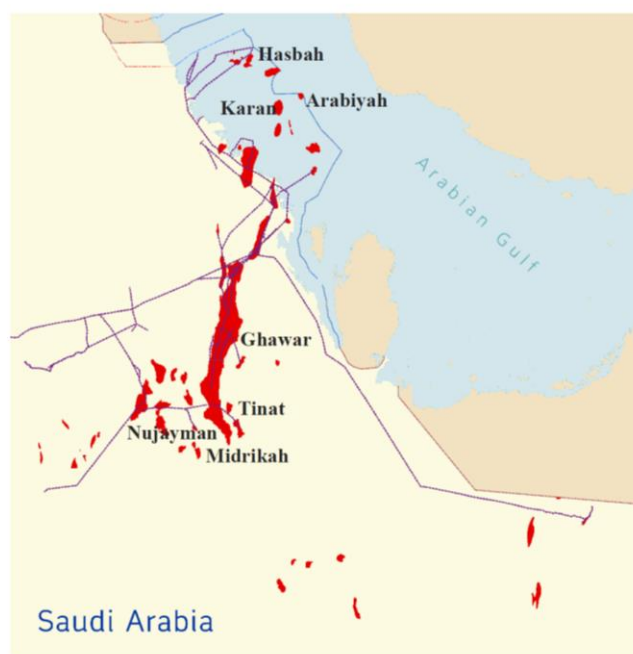 Hasbah
Karan
Arabiyah
Arabian Gulf
Ghawar
Tinat
Nujayman
Midrikah
Saudi Arabia